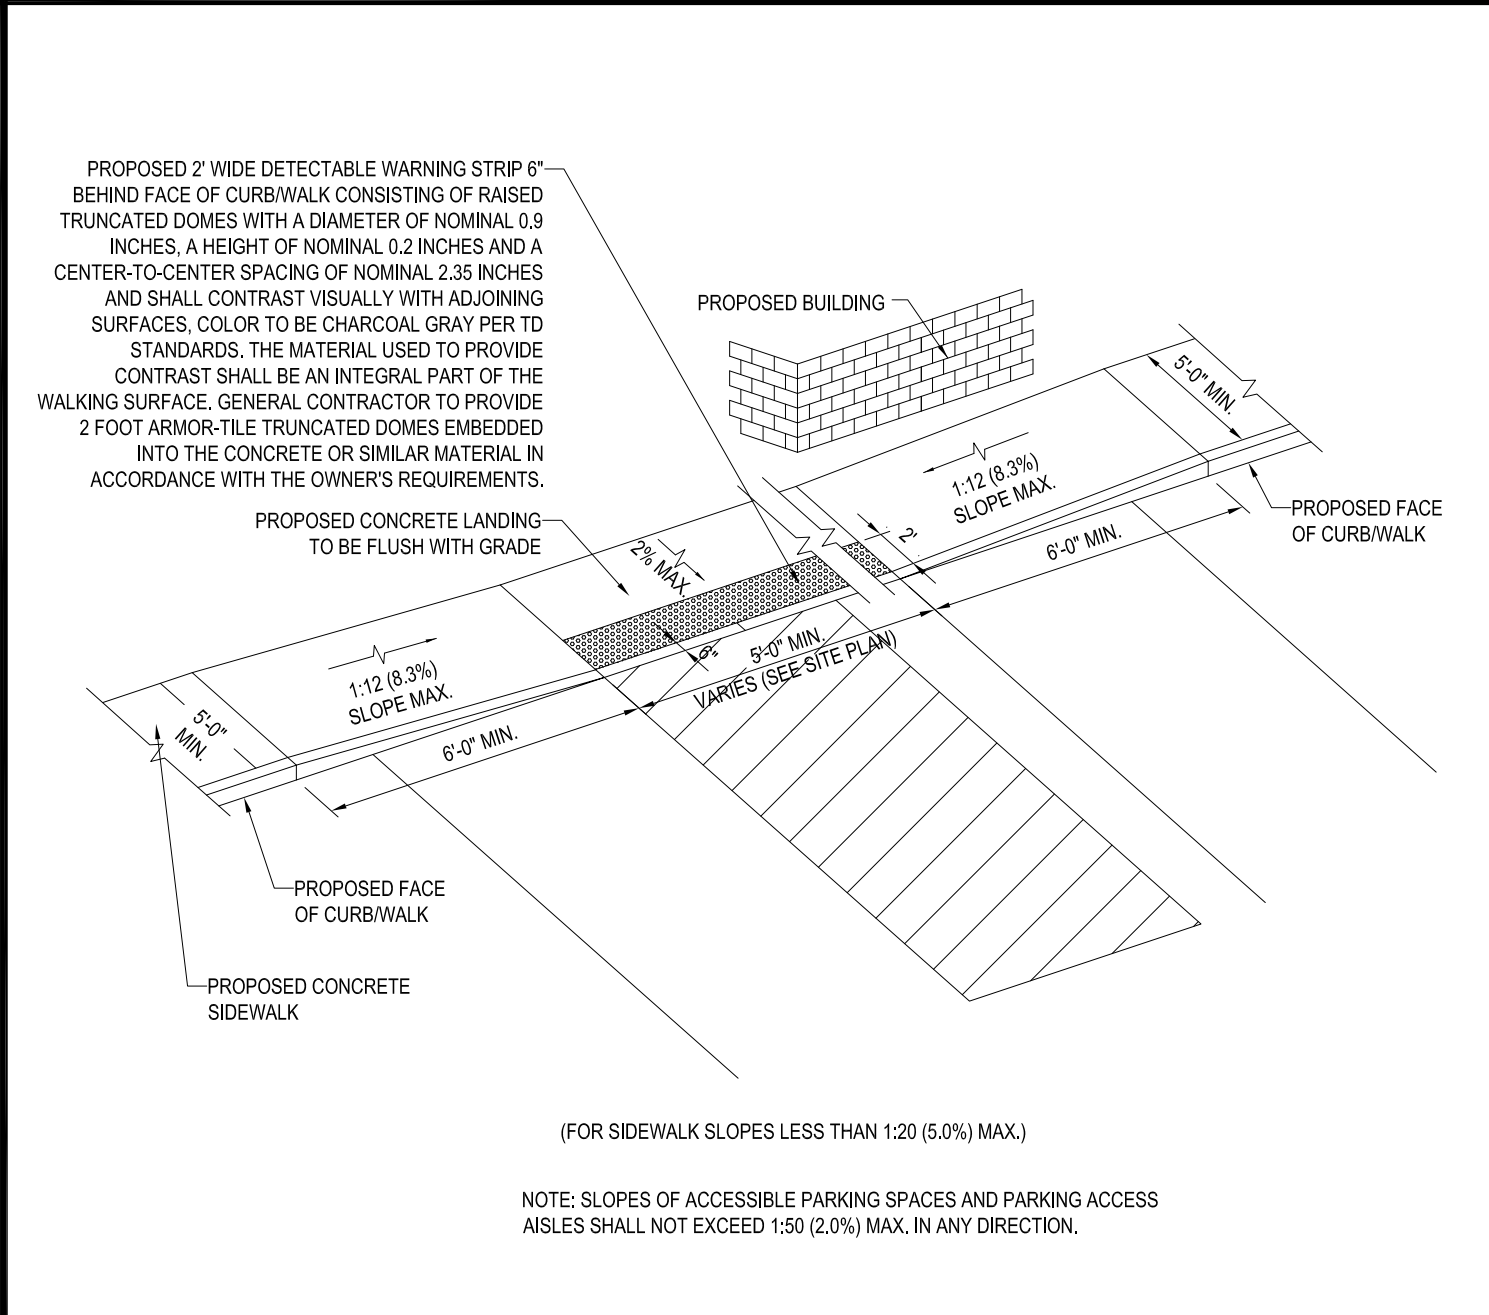 PROPOSED 2' WIDE DETECTABLE WARNING STRIP 6"
BEHIND FACE OF CURB/WALK CONSISTING OF RAISED
TRUNCATED DOMES WITH A DIAMETER OF NOMINAL 0.9
INCHES, A HEIGHT OF NOMINAL 0.2 INCHES AND A
CENTER-TO-CENTER SPACING OF NOMINAL 2.35 INCHES
AND SHALL CONTRAST VISUALLY WITH ADJOINING
SURFACES, COLOR TO BE CHARCOAL GRAY PER TD
STANDARDS. THE MATERIAL USED TO PROVIDE
CONTRAST SHALL BE AN INTEGRAL PART OF THE
WALKING SURFACE. GENERAL CONTRACTOR TO PROVIDE
2 FOOT ARMOR-TILE TRUNCATED DOMES EMBEDDED
INTO THE CONCRETE OR SIMILAR MATERIAL IN
ACCORDANCE WITH THE OWNER'S REQUIREMENTS.
PROPOSED BUILDING
5'-0" MIN.
1:12 (8.3%)
SLOPE MAX.
PROPOSED FACE
OF CURB/WALK
PROPOSED CONCRETE LANDING
TO BE FLUSH WITH GRADE
2% MAX.
2'
6'-0" MIN.
6"
5'-0" MIN.
VARIES (SEE SITE PLAN)
1:12 (8.3%)
SLOPE MAX.
5'-0"
MIN.
6'-0" MIN.
PROPOSED FACE
OF CURB/WALK
PROPOSED CONCRETE
SIDEWALK
(FOR SIDEWALK SLOPES LESS THAN 1:20 (5.0%) MAX.)
NOTE: SLOPES OF ACCESSIBLE PARKING SPACES AND PARKING ACCESS
AISLES SHALL NOT EXCEED 1:50 (2.0%) MAX. IN ANY DIRECTION.